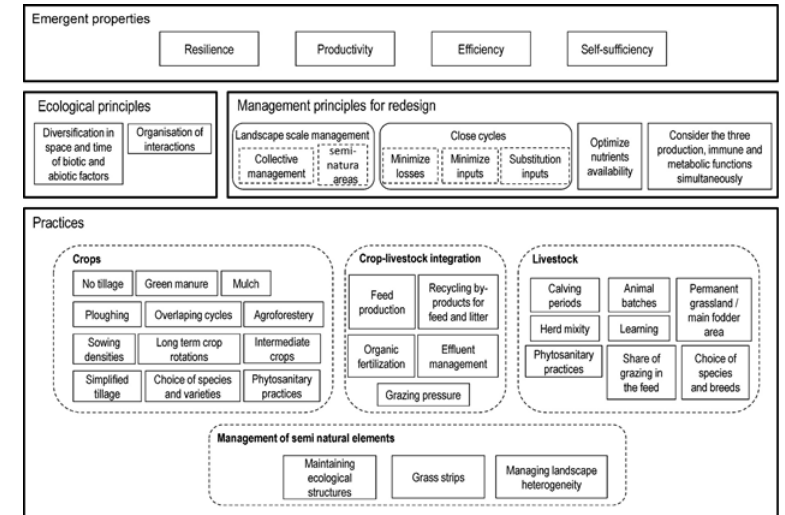 Emergent properties
Resilience
Productivity
Efficiency
Self-sufficiency
Ecological principles
Diversification in
space and time
of biotic and
abiotic factors
Organisation of
interactions
Management principles for redesign
Landscape scale management
Collective
management
semi-
natura
areas
Close cycles
Minimize
losses
Minimize
inputs
Substitution
inputs
Optimize
nutrients
availability
Consider the three
production, immune and
metabolic functions
simultaneously
Practices
Crops
No tillage
Green manure
Mulch
Ploughing
Overlaping cycles
Agroforestery
Sowing
densities
Long term crop
rotations
Intermediate
crops
Simplified
tillage
Choice of species
and varieties
Phytosanitary
practices
Crop-livestock integration
Feed
production
Recycling by-
products for
feed and litter
Organic
fertilization
Effluent
management
Grazing pressure
Livestock
Calving
periods
Animal
batches
Permanent
grassland /
main fodder
area
Herd mixity
Learning
Phytosanitary
practices
Share of
grazing in
the feed
Choice of
species
and breeds
Management of semi natural elements
Maintaining
ecological
structures
Grass strips
Managing landscape
heterogeneity